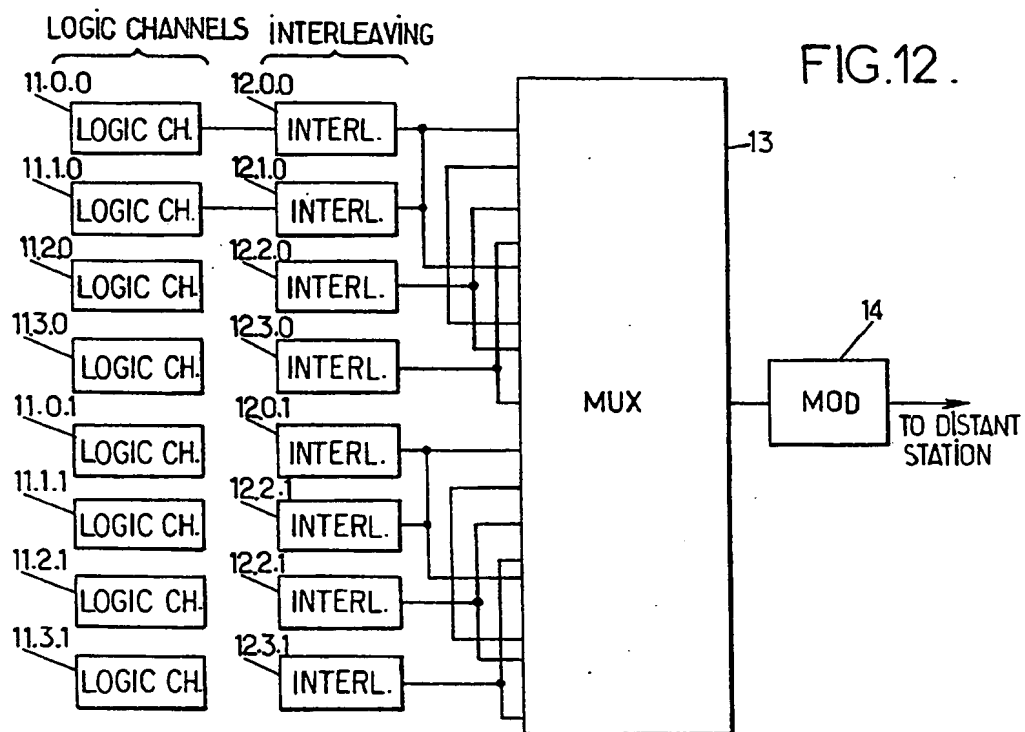 LOGIC CHANNELS INTERLEAVING
FIG.12.
11.0.0 12.0.0
LOGIC CH. INTERL.
13
11.1.0 12.1.0
LOGIC CH. INTERL.
11.2.0 12.2.0
LOGIC CH. INTERL.
11.3.0 12.3.0
LOGIC CH. INTERL.
14
MUX MOD
TO DISTANT
STATION
11.0.1 12.0.1
LOGIC CH. INTERL.
11.1.1 12.2.1
LOGIC CH. INTERL.
11.2.1 12.2.1
LOGIC CH. INTERL.
11.3.1 12.3.1
LOGIC CH. INTERL.